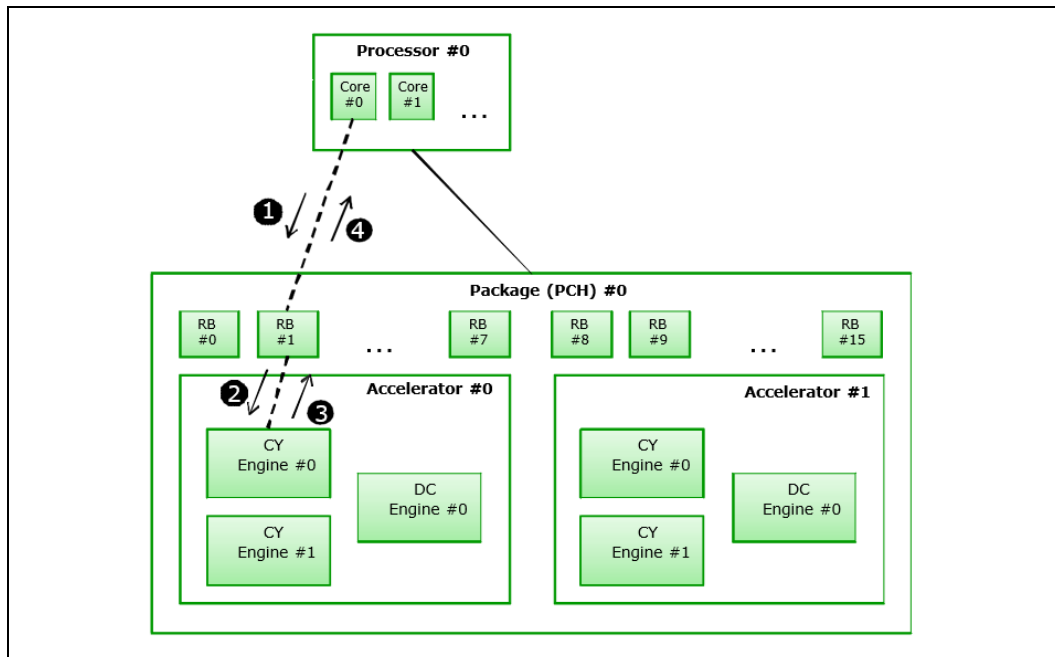 Processor #0
Core
#0
Core
#1
...
1
4
Package (PCH) #0
RB
#0
RB
#1
...
RB
#7
RB
#8
RB
#9
...
RB
#15
2
3
Accelerator #0
CY
Engine #0
DC
Engine #0
CY
Engine #1
Accelerator #1
CY
Engine #0
DC
Engine #0
CY
Engine #1